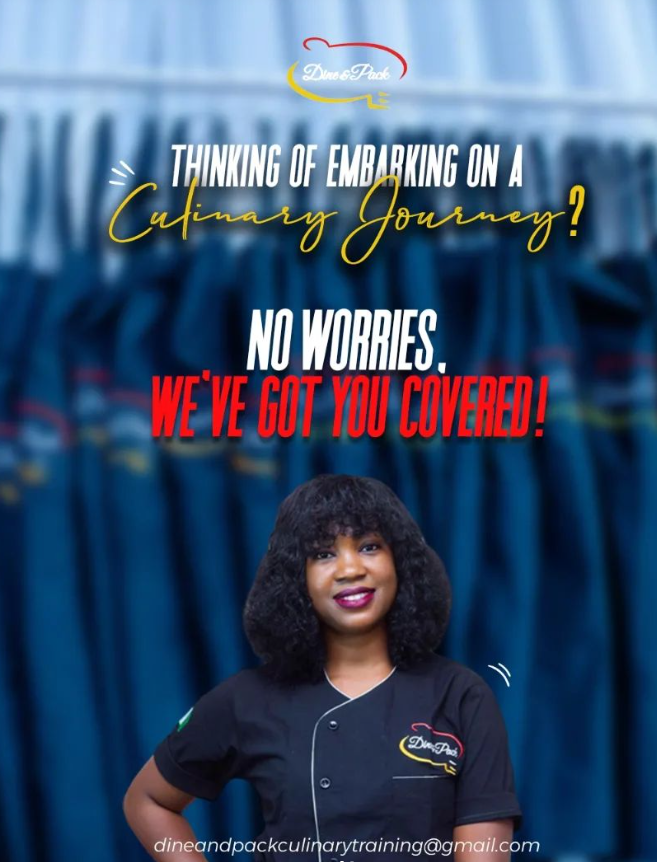 Dine & Pack
THINKING OF EMBARKING ON A
Culinary Journey?
NO WORRIES,
WE'VE GOT YOU COVERED!
Dine & Pack
dineandpackculinarytraining@gmail.com